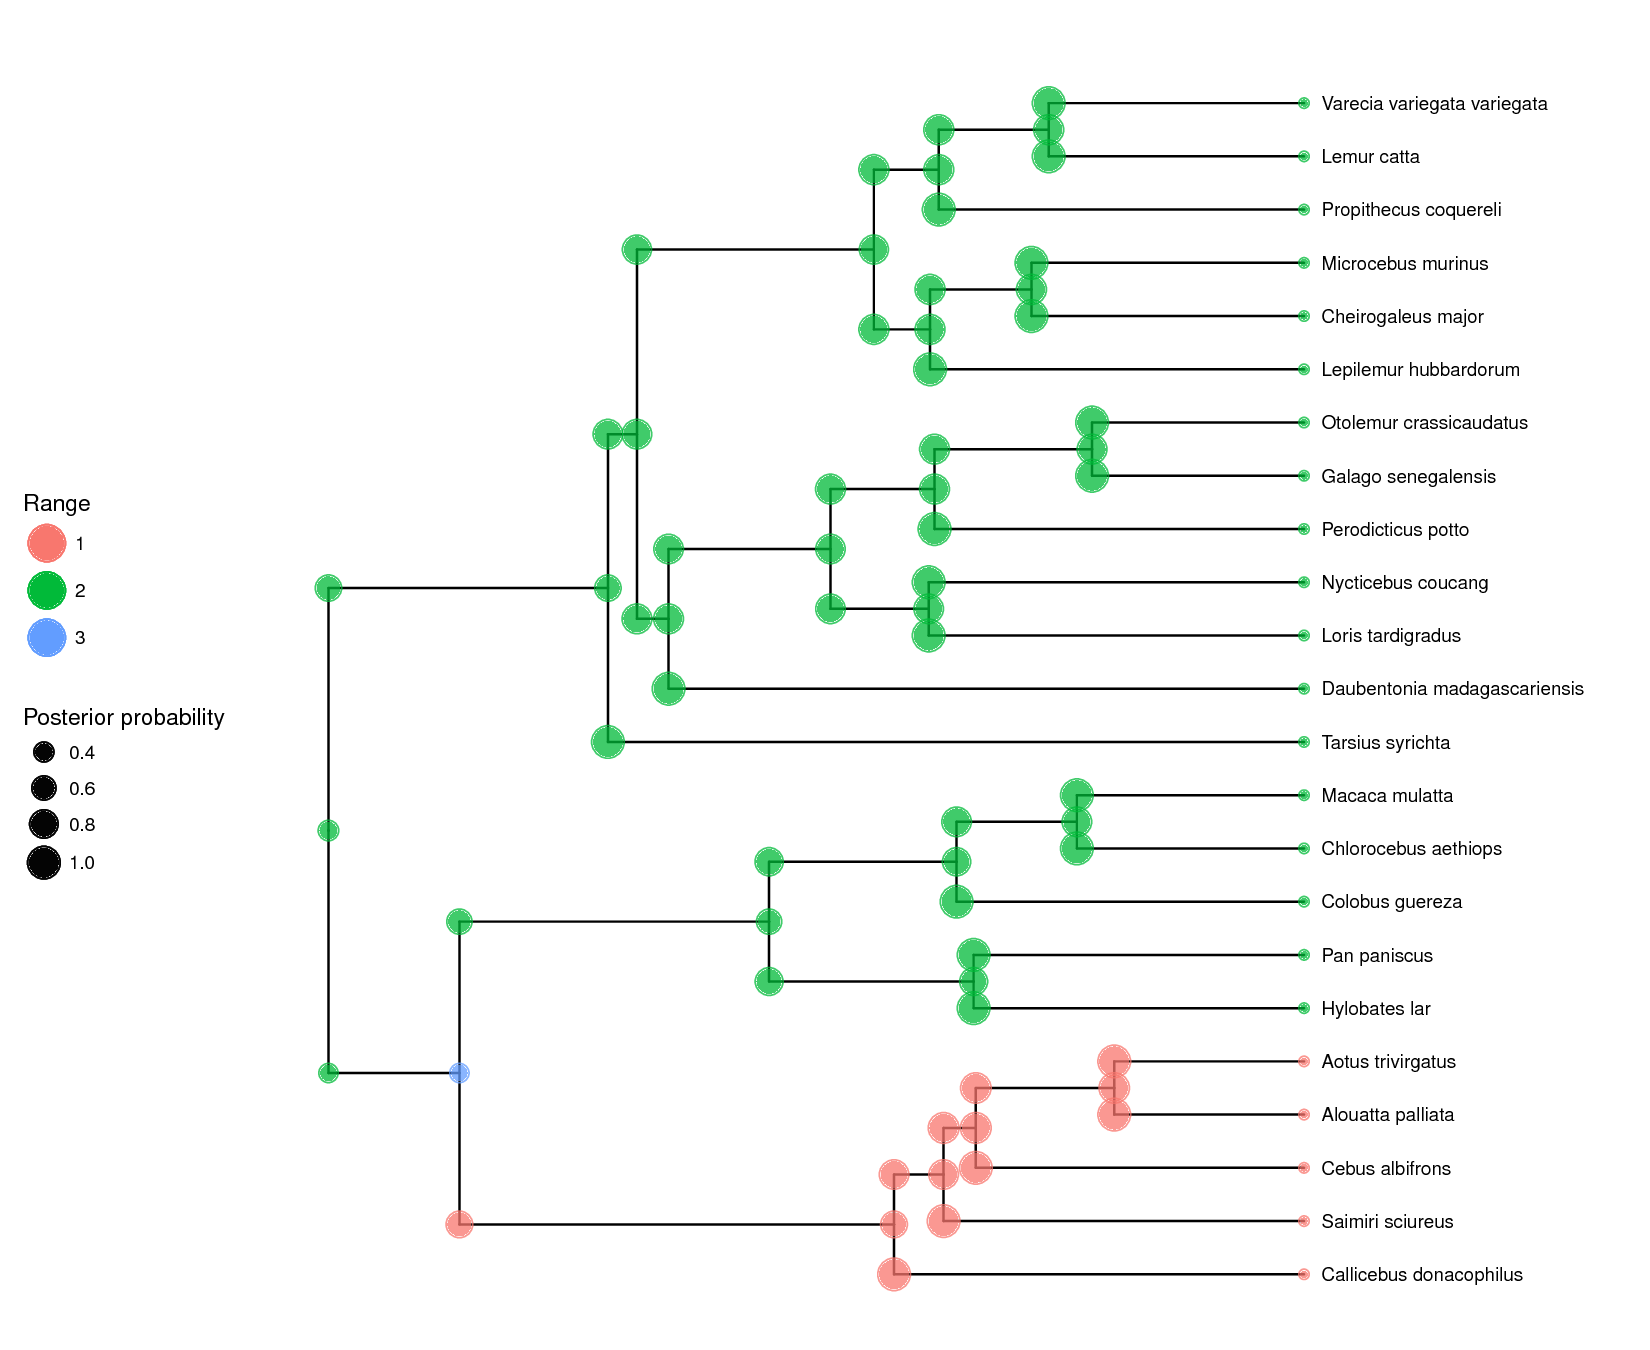 Range
1
2
3
Posterior probability
0.4
0.6
0.8
1.0
Varecia variegata variegata
Lemur catta
Propithecus coquereli
Microcebus murinus
Cheirogaleus major
Lepilemur hubbardorum
Otolemur crassicaudatus
Galago senegalensis
Perodicticus potto
Nycticebus coucang
Loris tardigradus
Daubentonia madagascariensis
Tarsius syrichta
Macaca mulatta
Chlorocebus aethiops
Colobus guereza
Pan paniscus
Hylobates lar
Aotus trivirgatus
Alouatta palliata
Cebus albifrons
Saimiri sciureus
Callicebus donacophilus